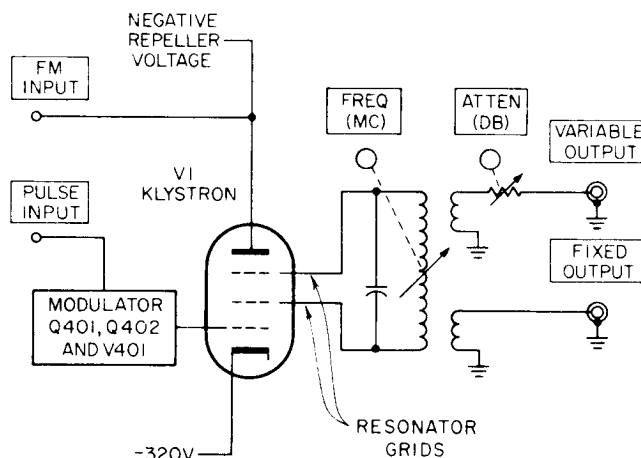 NEGATIVE
REPELLER
VOLTAGE
FM
INPUT
FREQ
(MC)
ATTEN
(DB)
VARIABLE
OUTPUT
V1
KLYSTRON
PULSE
INPUT
FIXED
OUTPUT
MODULATOR
Q401, Q402
AND V401
RESONATOR
GRIDS
-320V